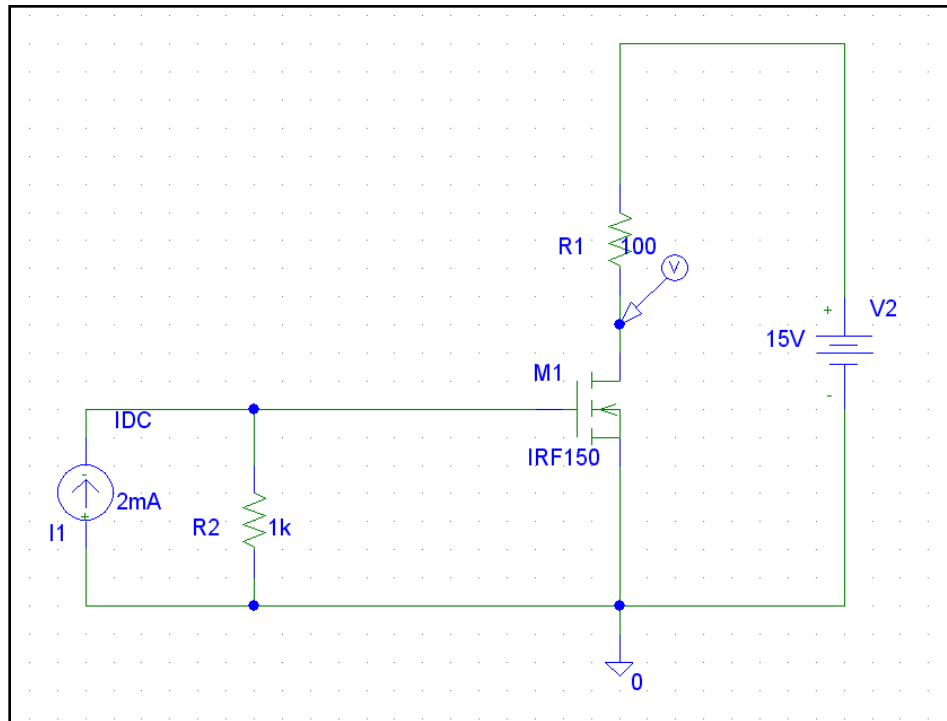 R1 100
V
+
V2
15V
-
M1
IRF150
IDC
-
2mA
+
I1
R2 1k
0